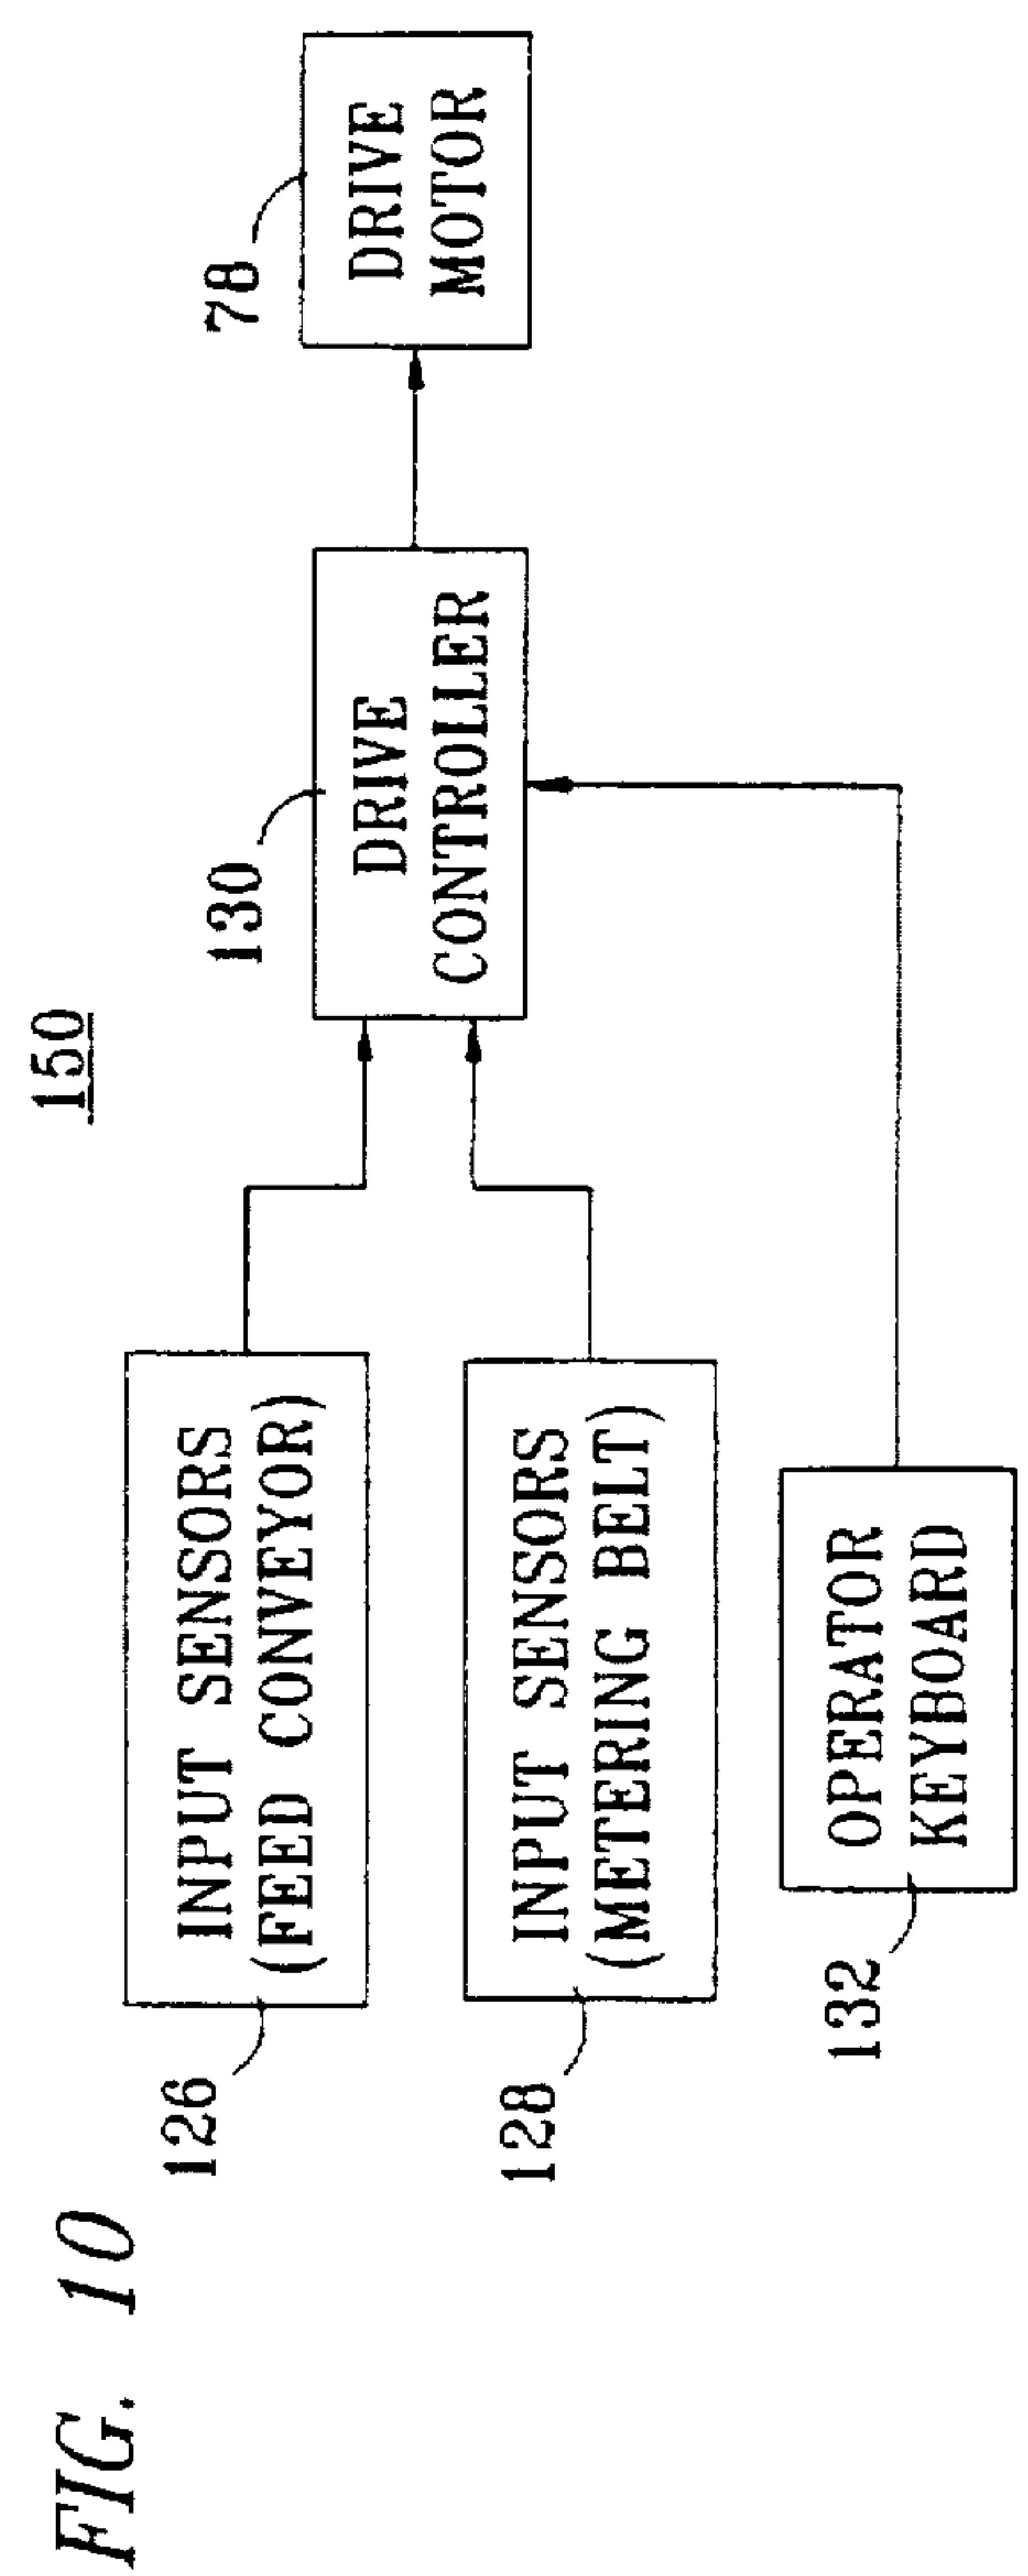 FIG. 10
150
126
INPUT SENSORS
(FEED CONVEYOR)
128
INPUT SENSORS
(METERING BELT)
132
OPERATOR
KEYBOARD
130
DRIVE
CONTROLLER
78
DRIVE
MOTOR